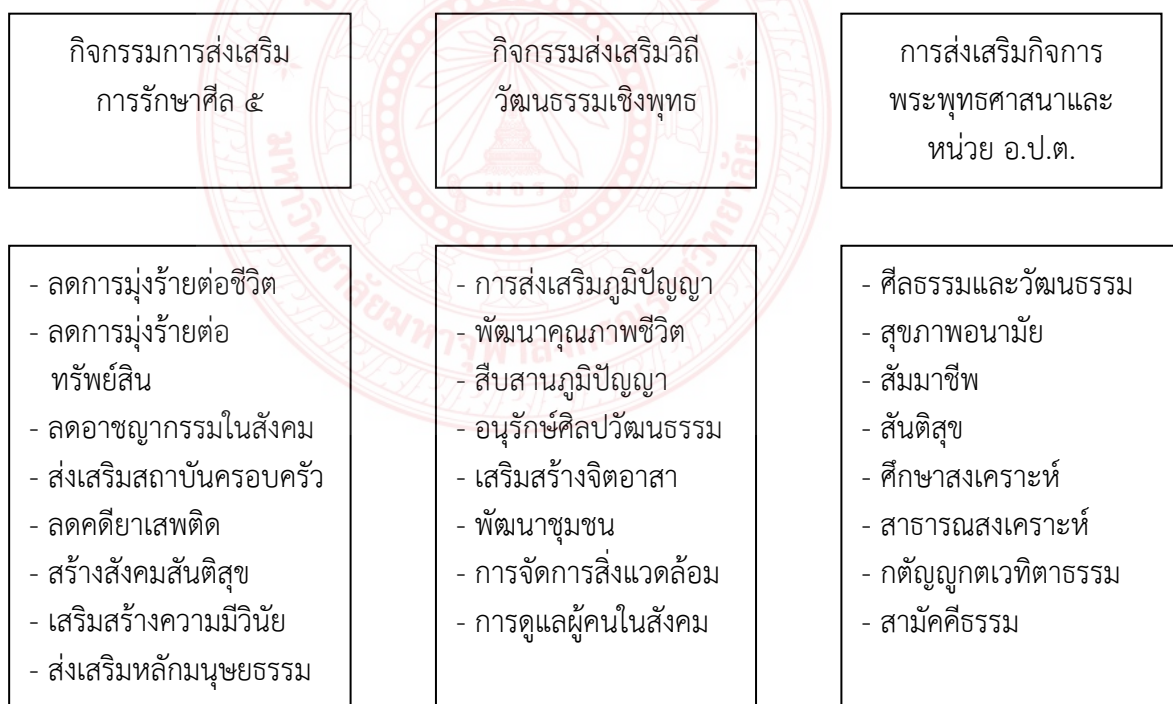 กิจกรรมการส่งเสริม
การรักษาศีล ๕
กิจกรรมส่งเสริมวิถี
วัฒนธรรมเชิงพุทธ
การส่งเสริมกิจการ
พระพุทธศาสนาและ
หน่วย อ.ป.ต.
- ลดการมุ่งร้ายต่อชีวิต
- ลดการมุ่งร้ายต่อ
ทรัพย์สิน
- ลดอาชญากรรมในสังคม
- ส่งเสริมสถาบันครอบครัว
- ลดคดียาเสพติด
- สร้างสังคมสันติสุข
- เสริมสร้างความมีวินัย
- ส่งเสริมหลักมนุษยธรรม
- การส่งเสริมภูมิปัญญา
- พัฒนาคุณภาพชีวิต
- สืบสานภูมิปัญญา
- อนุรักษ์ศิลปวัฒนธรรม
- เสริมสร้างจิตอาสา
- พัฒนาชุมชน
- การจัดการสิ่งแวดล้อม
- การดูแลผู้คนในสังคม
- ศีลธรรมและวัฒนธรรม
- สุขภาพอนามัย
- สัมมาชีพ
- สันติสุข
- ศึกษาสงเคราะห์
- สาธารณสงเคราะห์
- กตัญญูกตเวทิตาธรรม
- สามัคคีธรรม